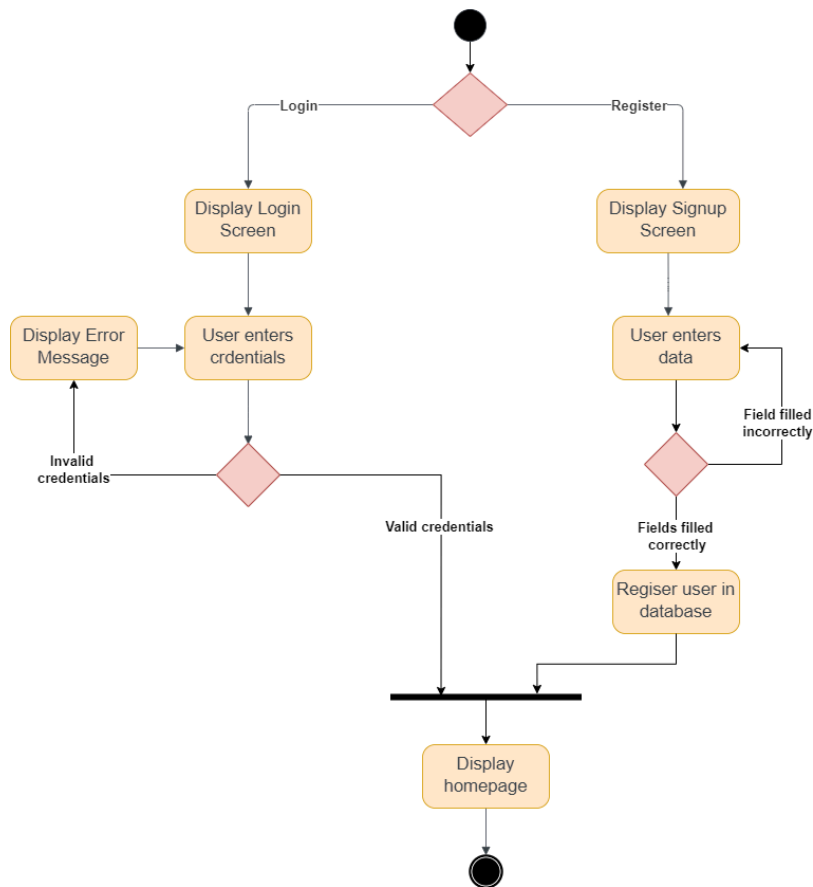 Login
Register
Display Login
Screen
Display Signup
Screen
Display Error
Message
User enters
crdentials
User enters
data
Field filled
incorrectly
Invalid
credentials
Valid credentials
Fields filled
correctly
Regiser user in
database
Display
homepage